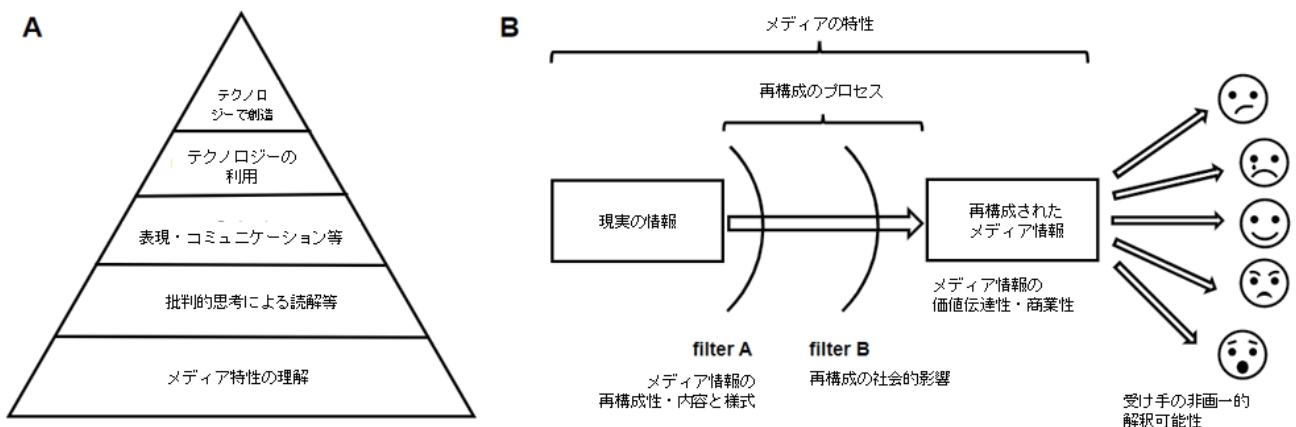 A
テクノロ
ジーで創造
テクノロジーの
利用
表現・コミュニケーション等
批判的思考による読解等
メディア特性の理解
B
メディアの特性
再構成のプロセス
現実の情報
再構成された
メディア情報
メディア情報の
価値伝達性・商業性
filter A
メディア情報の
再構成性・内容と様式
filter B
再構成の社会的影響
受け手の非画一的
解釈可能性